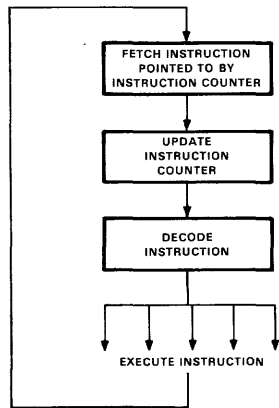 FETCH INSTRUCTION
POINTED TO BY
INSTRUCTION COUNTER
UPDATE
INSTRUCTION
COUNTER
DECODE
INSTRUCTION
EXECUTE INSTRUCTION